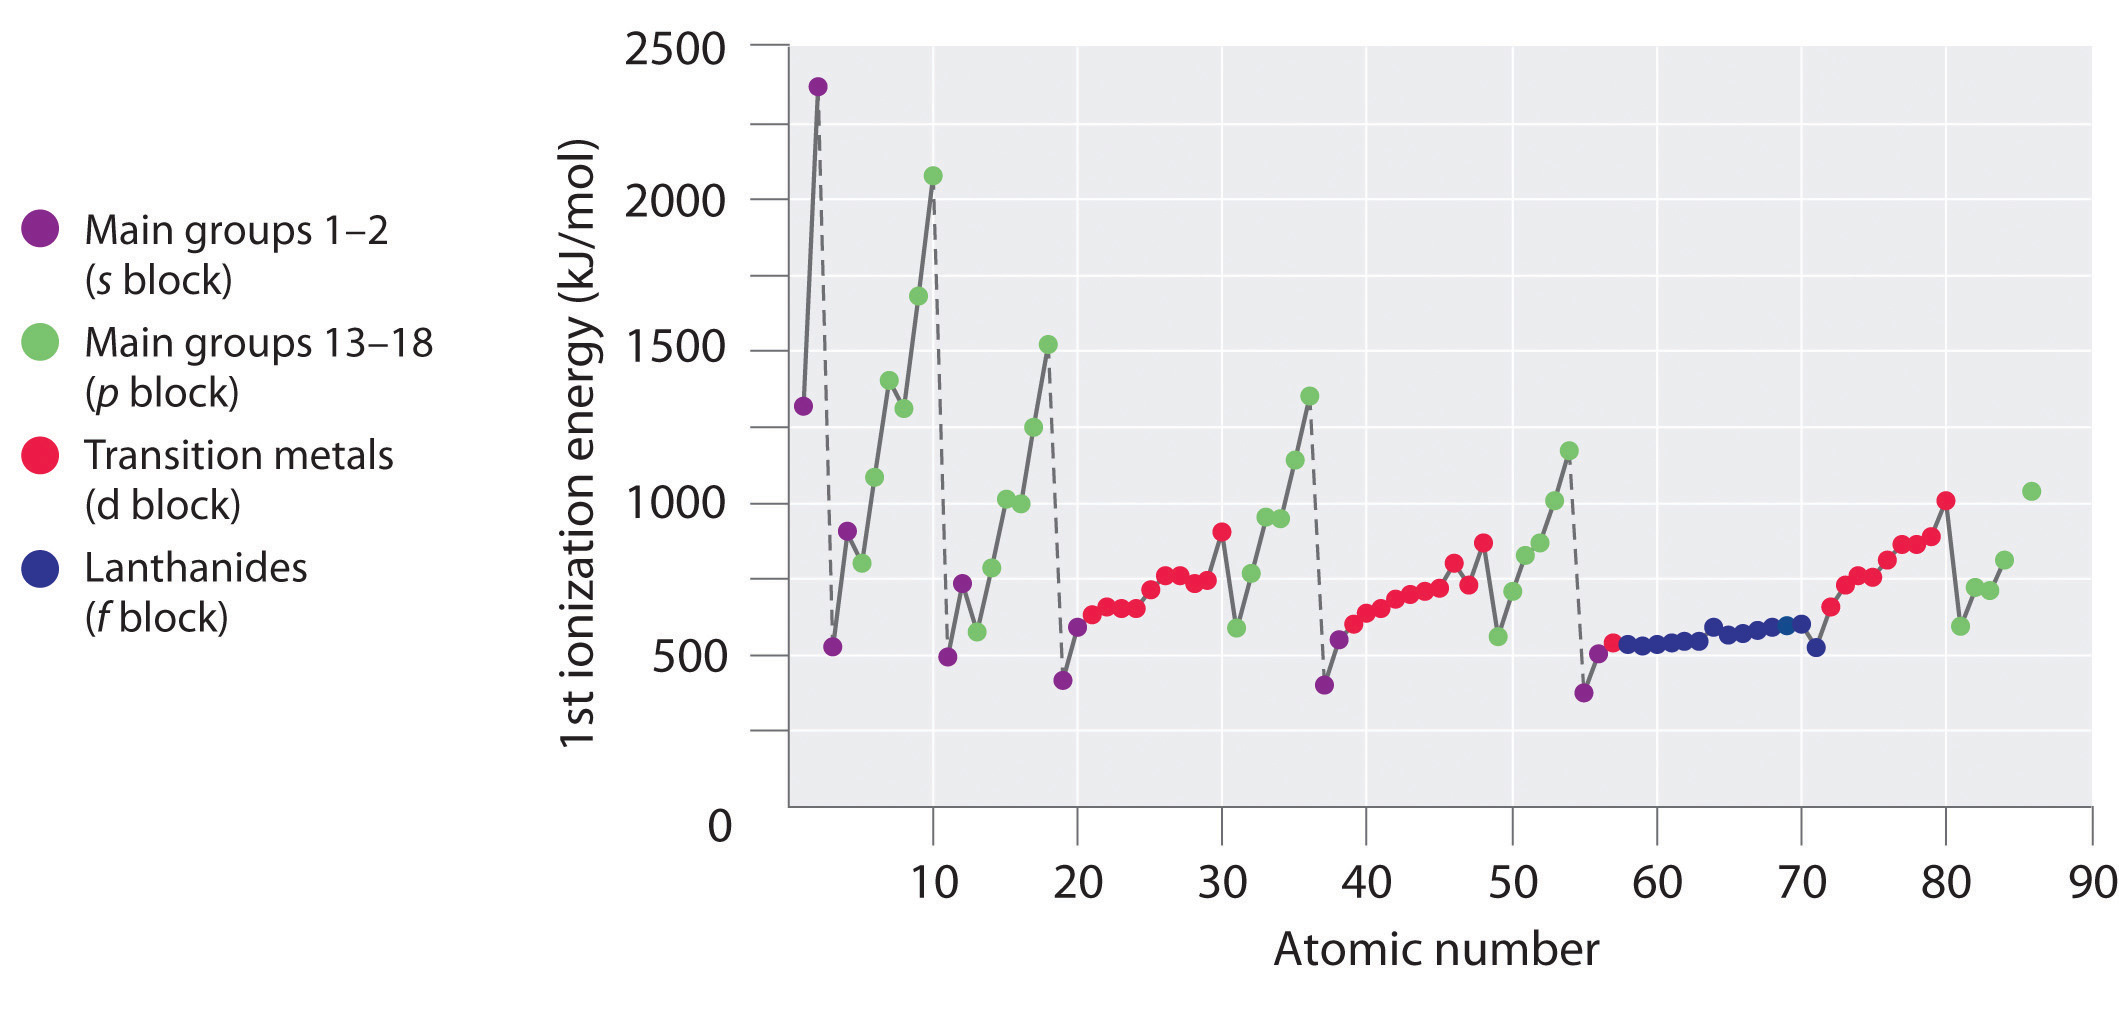 Main groups 1–2
(s block)
Main groups 13–18
(p block)
Transition metals
(d block)
Lanthanides
(f block)
1st ionization energy (kJ/mol)
2500
2000
1500
1000
500
0
10 20 30 40 50 60 70 80 90
Atomic number